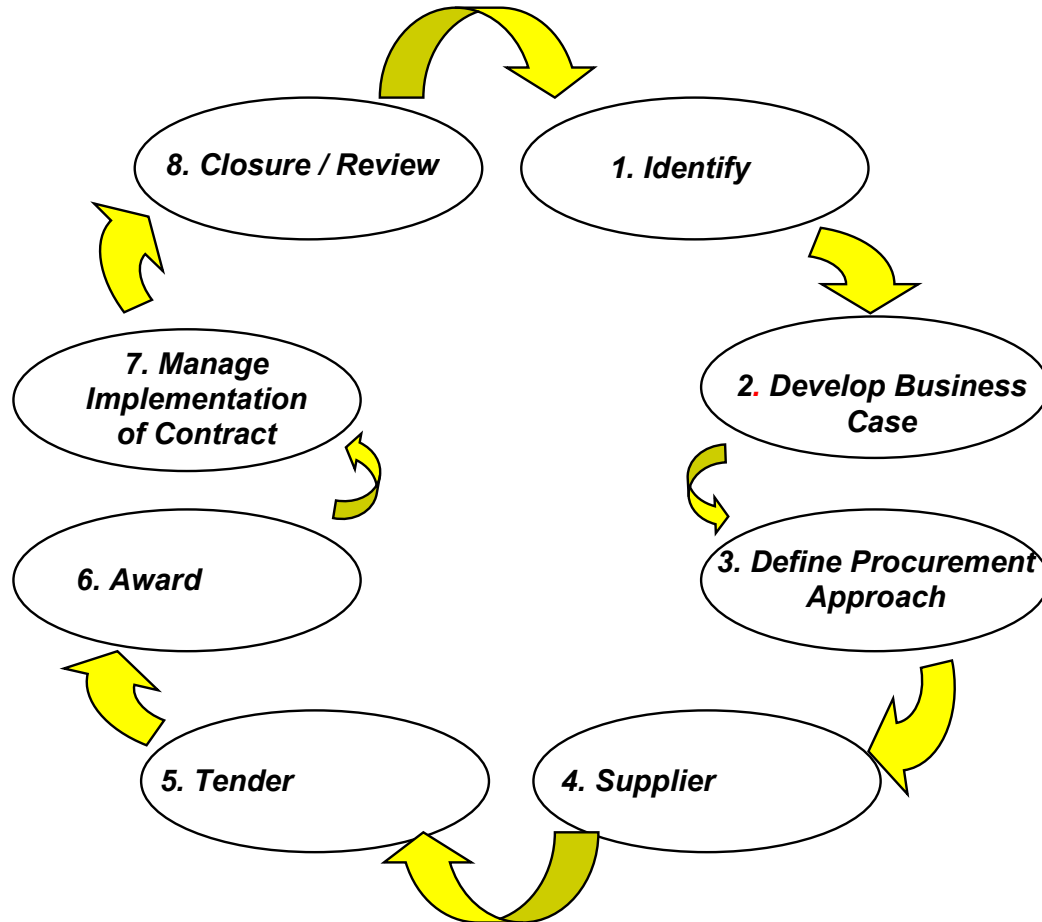 1. Identify
2. Develop Business
Case
3. Define Procurement
Approach
4. Supplier
5. Tender
6. Award
7. Manage
Implementation
of Contract
8. Closure / Review